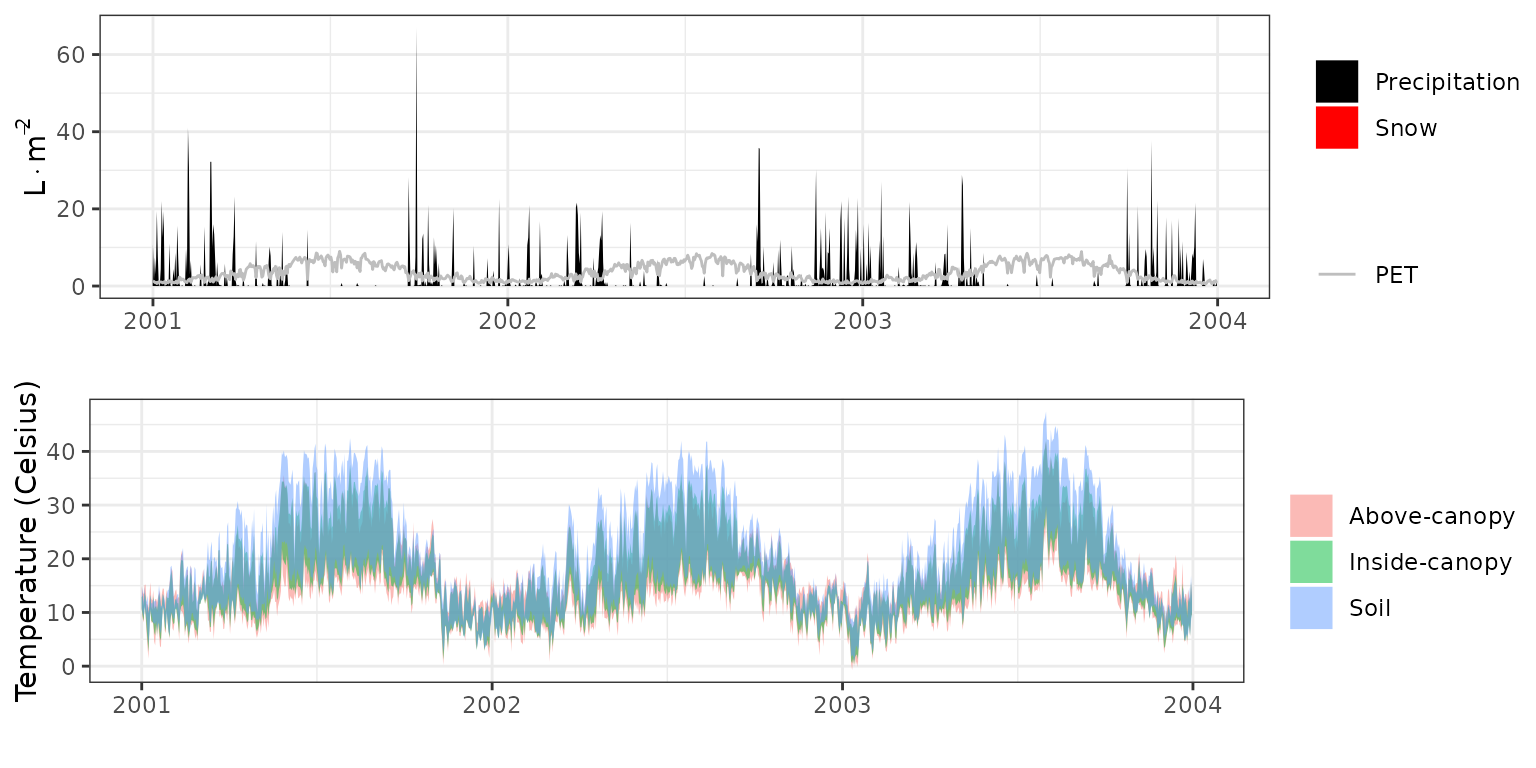 60
40
20
0
L·m⁻²
2001
2002
2003
2004
Precipitation
Snow
PET
40
30
20
10
0
Temperature (Celsius)
2001
2002
2003
2004
Above-canopy
Inside-canopy
Soil